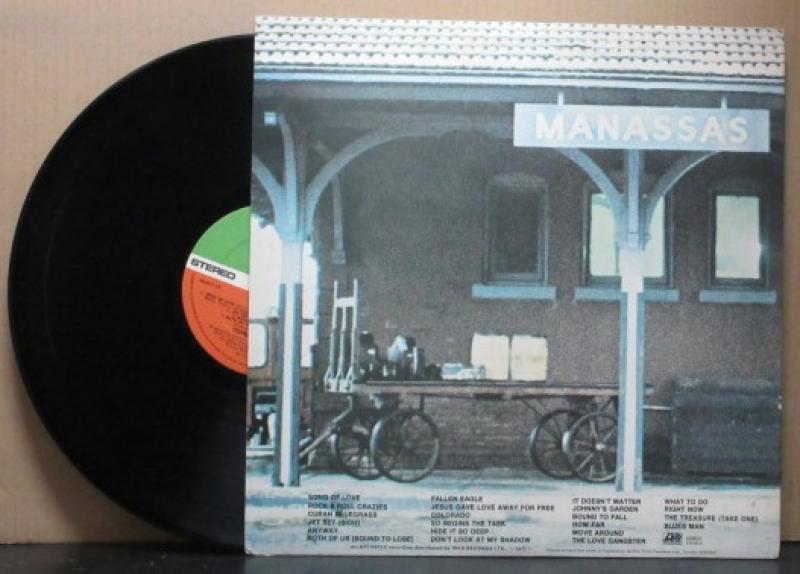 MANASSAS
STEREO
SONG OF LOVE
ROCK & ROLL CRAZIES
CUBAN BLUEGRASS
JET SET (SIGH)
ANYWAY
BOTH OF US (BOUND TO LOSE)
FALLEN EAGLE
JESUS GAVE LOVE AWAY FOR FREE
COLORADO
SO BEGINS THE TASK
HIDE IT SO DEEP
DON'T LOOK AT MY SHADOW
IT DOESN'T MATTER
JOHNNY'S GARDEN
BOUND TO FALL
HOW FAR
MOVE AROUND
THE LOVE GANGSTER
WHAT TO DO
RIGHT NOW
THE TREASURE (TAKE ONE)
BLUES MAN